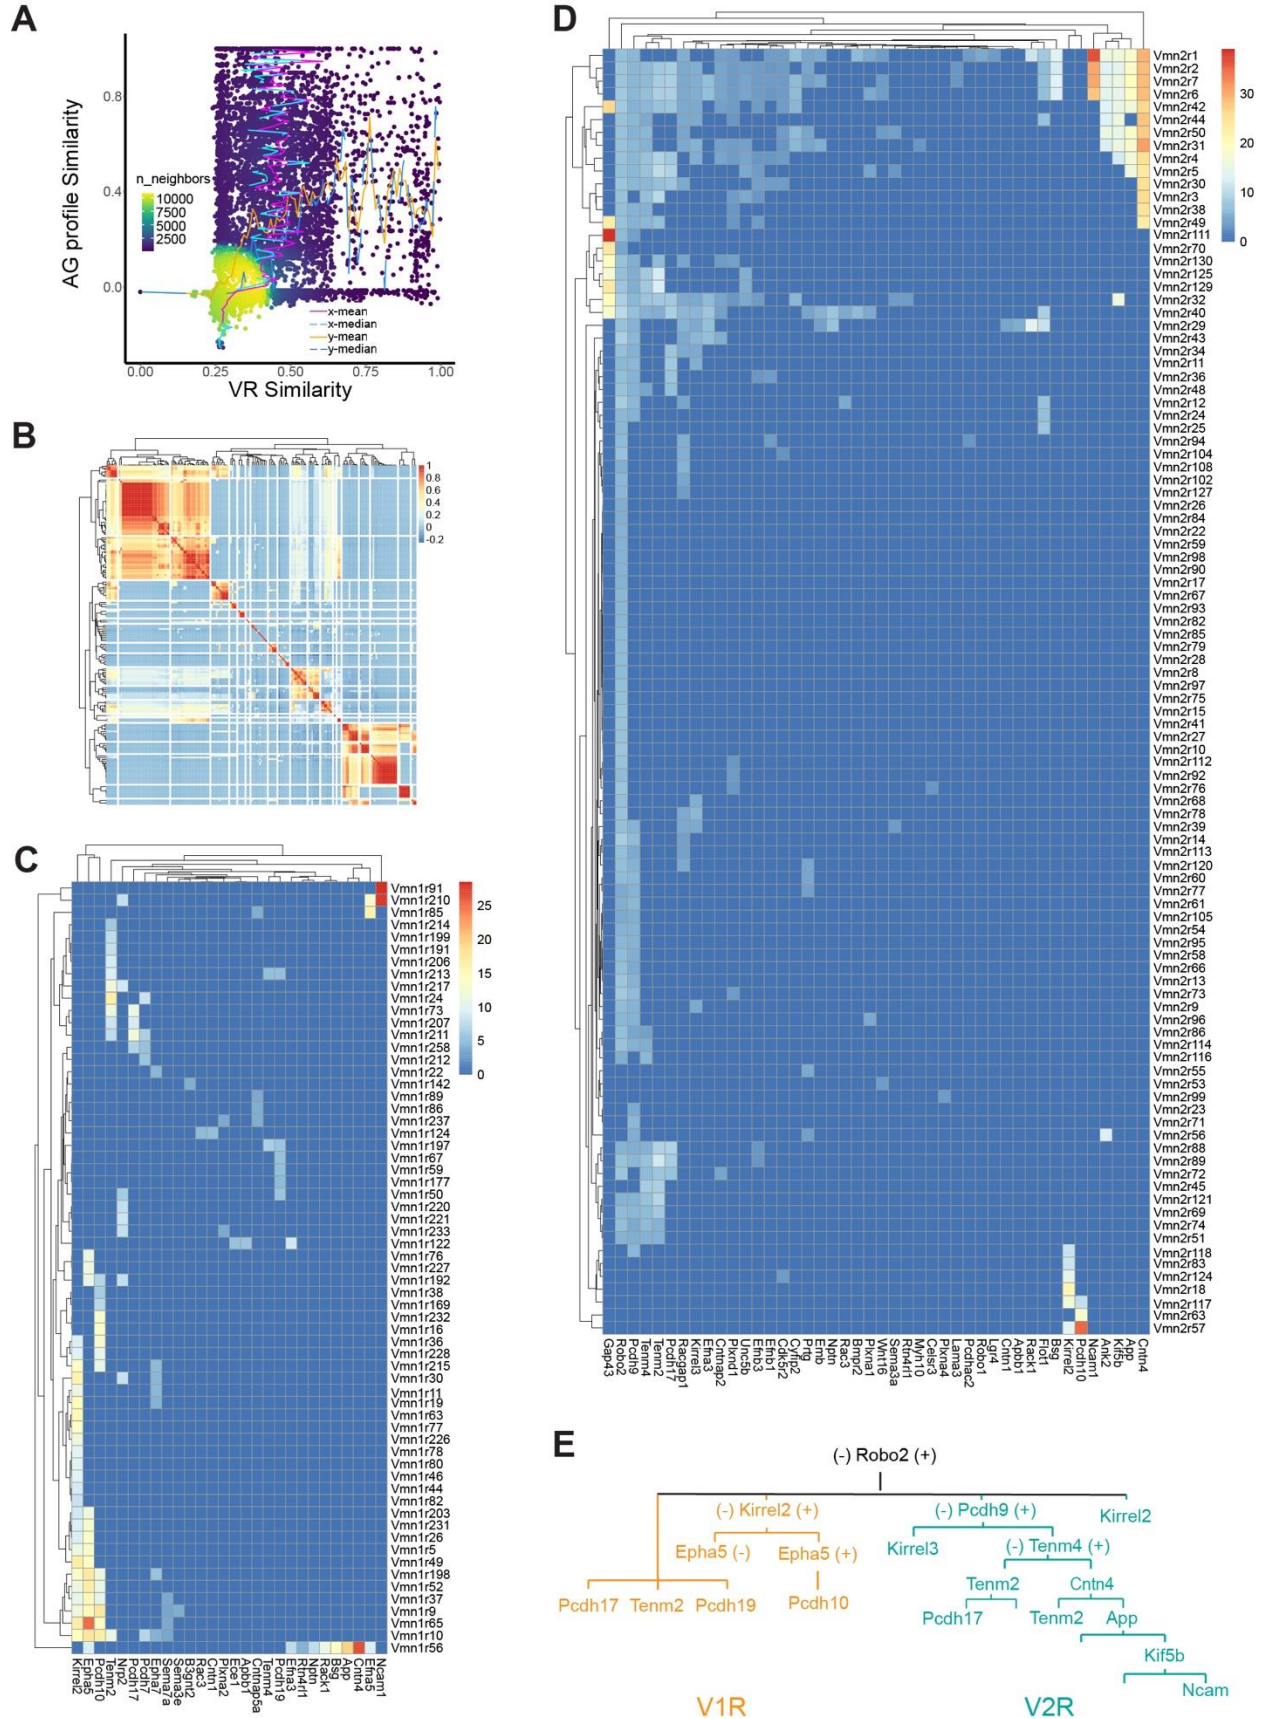 A
AG profile Similarity
0.8
0.4
0.0
n_neighbors
10000
7500
5000
2500
x-mean
x-median
y-mean
y-median
0.00
0.25
0.50
0.75
1.00
VR Similarity
B
1
0.8
0.6
0.4
0.2
0
-0.2
C
Vmn1r91
Vmn1r210
Vmn1r85
Vmn1r214
Vmn1r199
Vmn1r191
Vmn1r206
Vmn1r213
Vmn1r217
Vmn1r24
Vmn1r73
Vmn1r207
Vmn1r211
Vmn1r258
Vmn1r212
Vmn1r22
Vmn1r142
Vmn1r89
Vmn1r86
Vmn1r237
Vmn1r124
Vmn1r197
Vmn1r67
Vmn1r59
Vmn1r177
Vmn1r50
Vmn1r220
Vmn1r221
Vmn1r233
Vmn1r122
Vmn1r76
Vmn1r227
Vmn1r192
Vmn1r38
Vmn1r169
Vmn1r232
Vmn1r16
Vmn1r36
Vmn1r228
Vmn1r215
Vmn1r30
Vmn1r11
Vmn1r19
Vmn1r63
Vmn1r77
Vmn1r226
Vmn1r78
Vmn1r80
Vmn1r46
Vmn1r44
Vmn1r82
Vmn1r203
Vmn1r231
Vmn1r26
Vmn1r5
Vmn1r49
Vmn1r198
Vmn1r52
Vmn1r37
Vmn1r9
Vmn1r65
Vmn1r10
Vmn1r56
25
20
15
10
5
0
Kirrel2
Epha5
Pcdh10
Tenm2
Nrp2
Pcdh17
Pcdh7
Epha7
Sema7a
Sema3e
B3gnt2
Rac3
Cntn1
Plxna2
Ece1
Apbb1
Cntnap5a
Tenm4
Pcdh19
Efna3
Rtn4rl1
Nptn
Rack1
Bsg
App
Cntn4
Efna5
Ncam1
D
Vmn2r1
Vmn2r2
Vmn2r7
Vmn2r6
Vmn2r42
Vmn2r44
Vmn2r50
Vmn2r31
Vmn2r4
Vmn2r5
Vmn2r30
Vmn2r3
Vmn2r38
Vmn2r49
Vmn2r111
Vmn2r70
Vmn2r130
Vmn2r125
Vmn2r129
Vmn2r32
Vmn2r40
Vmn2r29
Vmn2r43
Vmn2r34
Vmn2r11
Vmn2r36
Vmn2r48
Vmn2r12
Vmn2r24
Vmn2r25
Vmn2r94
Vmn2r104
Vmn2r108
Vmn2r102
Vmn2r127
Vmn2r26
Vmn2r84
Vmn2r22
Vmn2r59
Vmn2r98
Vmn2r90
Vmn2r17
Vmn2r67
Vmn2r93
Vmn2r82
Vmn2r85
Vmn2r79
Vmn2r28
Vmn2r8
Vmn2r97
Vmn2r75
Vmn2r15
Vmn2r41
Vmn2r27
Vmn2r10
Vmn2r112
Vmn2r92
Vmn2r76
Vmn2r68
Vmn2r78
Vmn2r39
Vmn2r14
Vmn2r113
Vmn2r120
Vmn2r60
Vmn2r77
Vmn2r61
Vmn2r105
Vmn2r54
Vmn2r95
Vmn2r58
Vmn2r66
Vmn2r13
Vmn2r73
Vmn2r9
Vmn2r96
Vmn2r86
Vmn2r114
Vmn2r116
Vmn2r55
Vmn2r53
Vmn2r99
Vmn2r23
Vmn2r71
Vmn2r56
Vmn2r88
Vmn2r89
Vmn2r72
Vmn2r45
Vmn2r121
Vmn2r69
Vmn2r74
Vmn2r51
Vmn2r118
Vmn2r83
Vmn2r124
Vmn2r18
Vmn2r117
Vmn2r63
Vmn2r57
30
20
10
0
Gap43
Robo2
Pcdh9
Tenm4
Tenm2
Pcdh17
Racgap1
Kirrel3
Efna3
Cntnap2
Plxnd1
Unc5b
Efnb3
Efnb1
Cdk5r2
Cyfip2
Prtg
Emb
Nptn
Rac3
Bmp2
Plxna1
Wnt16
Sema3a
Rtn4rl1
Myh10
Celsr3
Plxna4
Lama3
Pcdhac2
Robo1
Lgr4
Cntn1
Apbb1
Rack1
Flot1
Bsg
Kirrel2
Pcdh10
Ncam1
Ank2
Kif5b
App
Cntn4
E
(-) Robo2 (+)
(-) Kirrel2 (+)
(-) Pcdh9 (+)
Kirrel2
Epha5 (-)
Epha5 (+)
Kirrel3
(-) Tenm4 (+)
Pcdh17
Tenm2
Pcdh19
Pcdh10
Tenm2
Cntn4
Pcdh17
Tenm2
App
Kif5b
Ncam
V1R
V2R